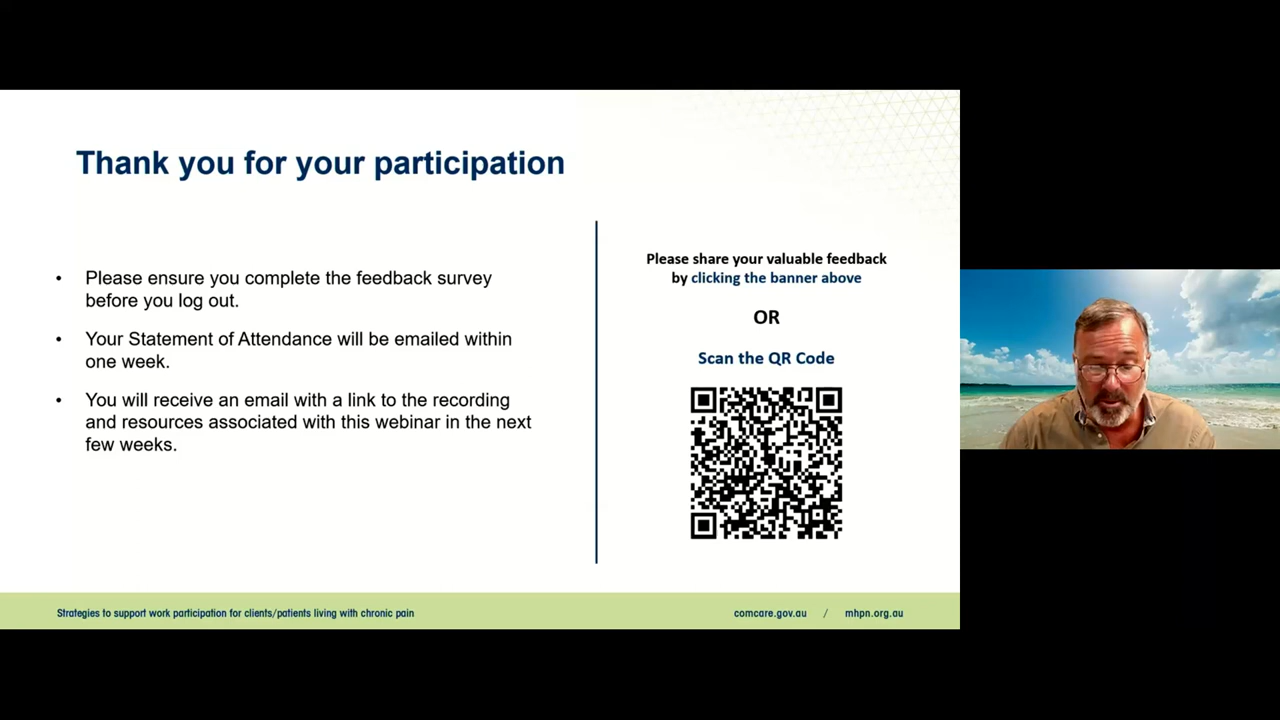 Thank you for your participation
• Please ensure you complete the feedback survey
before you log out.
• Your Statement of Attendance will be emailed within
one week.
• You will receive an email with a link to the recording
and resources associated with this webinar in the next
few weeks.
Please share your valuable feedback
by clicking the banner above
OR
Scan the QR Code
Strategies to support work participation for clients/patients living with chronic pain
comcare.gov.au / mhpn.org.au